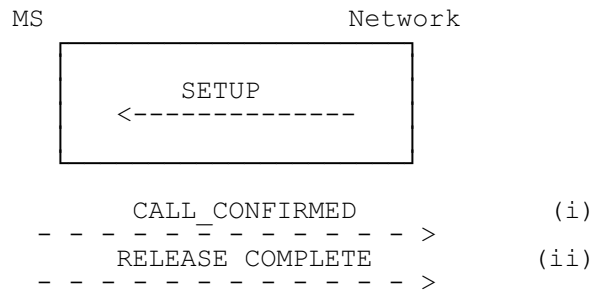 MS Network
SETUP
<--------------
CALL_CONFIRMED (i)
- - - - - - - - - - - - >
RELEASE COMPLETE (ii)
- - - - - - - - - - - - >